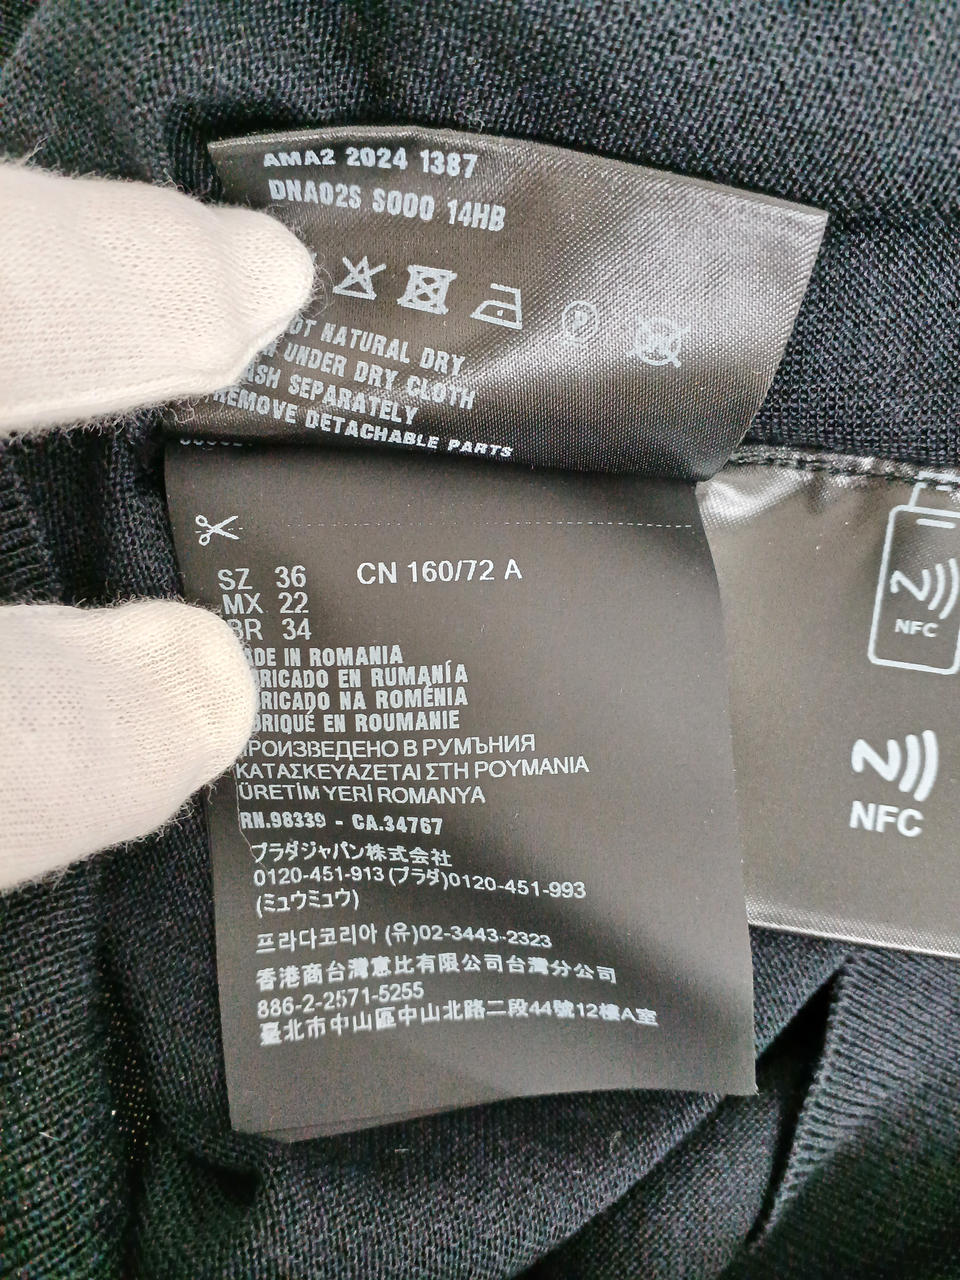 AMA2 2024 1387
DNA02S S000 14HB
P
NATURAL DRY
UNDER DRY CLOTH
SEPARATELY
REMOVE DETACHABLE PARTS
SZ 36
CN 160/72 A
MX 22
BR 34
IN ROMANIA
EN RUMANÍA
NA ROMÉNIA
EN ROUMANIE
ПРОИЗВЕДЕНО В РУМЪНИЯ
ΚΑΤΑΣΚΕΥΑΖΕΤΑΙ ΣΤΗ ΡΟΥΜΑΝΙΑ
ÜRETİM YERİ ROMANYA
RN.98339 - CA.34767
プラダジャパン株式会社
0120-451-913 (プラダ)0120-451-993
(ミュウミュウ)
프라다코리아 (유)02-3443-2323
香港商台灣意比有限公司台灣分公司
886-2-2571-5255
臺北市中山區中山北路二段44號12樓A室
NFC
NFC